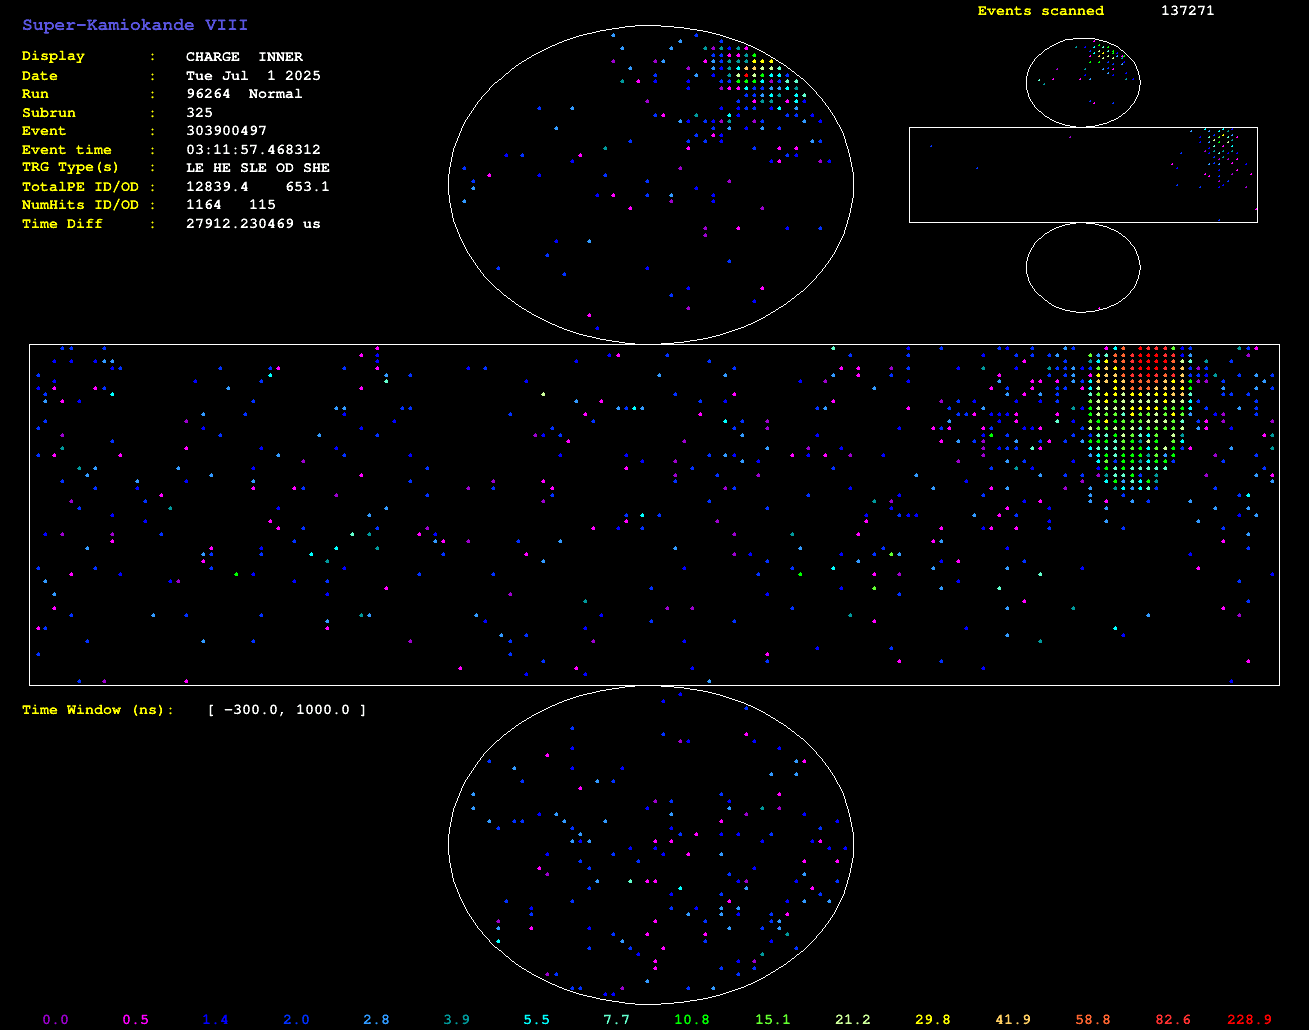 Super-Kamiokande VIII
Events scanned 137271
Display : CHARGE INNER
Date : Tue Jul 1 2025
Run : 96264 Normal
Subrun : 325
Event : 303900497
Event time : 03:11:57.468312
TRG Type(s) : LE HE SLE OD SHE
TotalPE ID/OD : 12839.4 653.1
NumHits ID/OD : 1164 115
Time Diff : 27912.230469 us
Time Window (ns): [ -300.0, 1000.0 ]
0.0 0.5 1.4 2.0 2.8 3.9 5.5 7.7 10.8 15.1 21.2 29.8 41.9 58.8 82.6 228.9